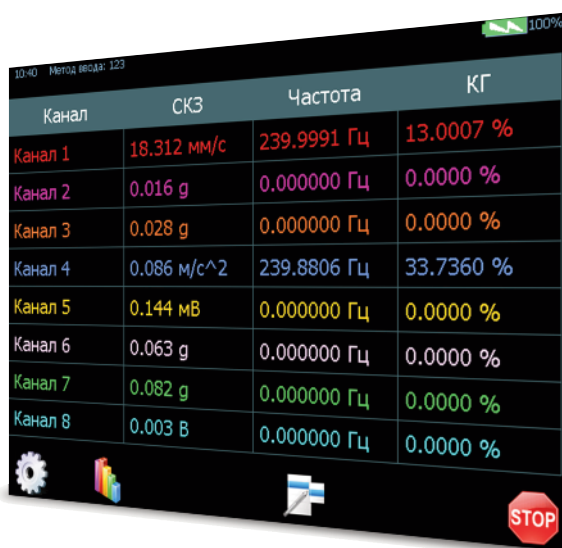 100%
10:40 Метод ввода: 123
Канал СКЗ Частота КГ
Канал 1 18.312 мм/с 239.9991 Гц 13.0007 %
Канал 2 0.016 g 0.000000 Гц 0.0000 %
Канал 3 0.028 g 0.000000 Гц 0.0000 %
Канал 4 0.086 м/с^2 239.8806 Гц 33.7360 %
Канал 5 0.144 мВ 0.000000 Гц 0.0000 %
Канал 6 0.063 g 0.000000 Гц 0.0000 %
Канал 7 0.082 g 0.000000 Гц 0.0000 %
Канал 8 0.003 В 0.000000 Гц 0.0000 %
STOP